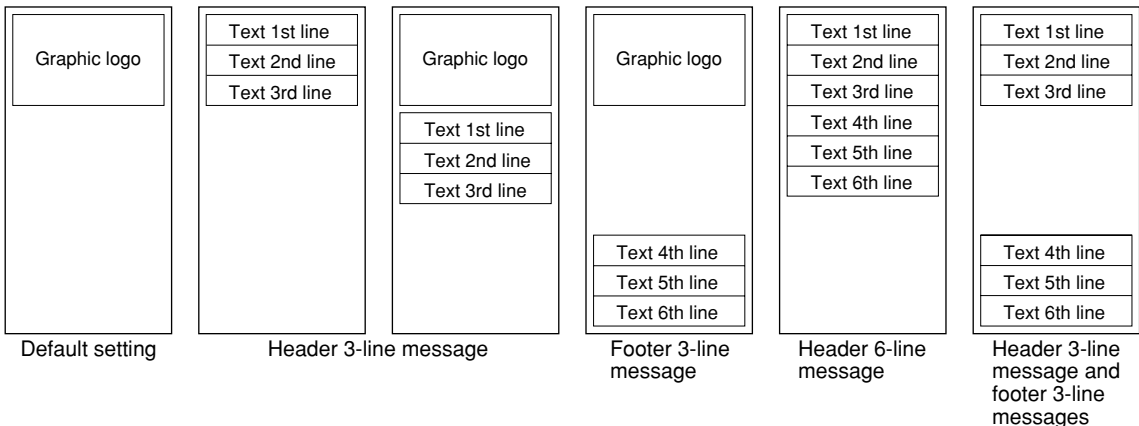 Graphic logo
Text 1st line
Text 2nd line
Text 3rd line
Graphic logo
Text 1st line
Text 2nd line
Text 3rd line
Graphic logo
Text 4th line
Text 5th line
Text 6th line
Text 1st line
Text 2nd line
Text 3rd line
Text 4th line
Text 5th line
Text 6th line
Text 1st line
Text 2nd line
Text 3rd line
Text 4th line
Text 5th line
Text 6th line
Default setting
Header 3-line message
Footer 3-line
message
Header 6-line
message
Header 3-line
message and
footer 3-line
messages